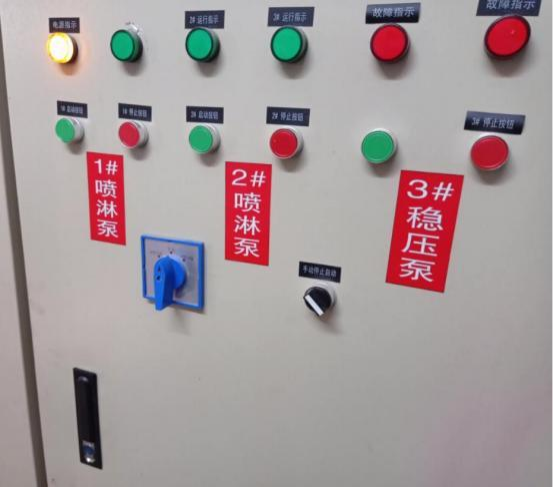 电源指示
2# 运行指示
3# 运行指示
故障指示
故障指示
1# 启动按钮
1# 停止按钮
2# 启动按钮
2# 停止按钮
3# 停止按钮
1#
喷
淋
泵
2#
喷
淋
泵
3#
稳
压
泵
手动停止自动